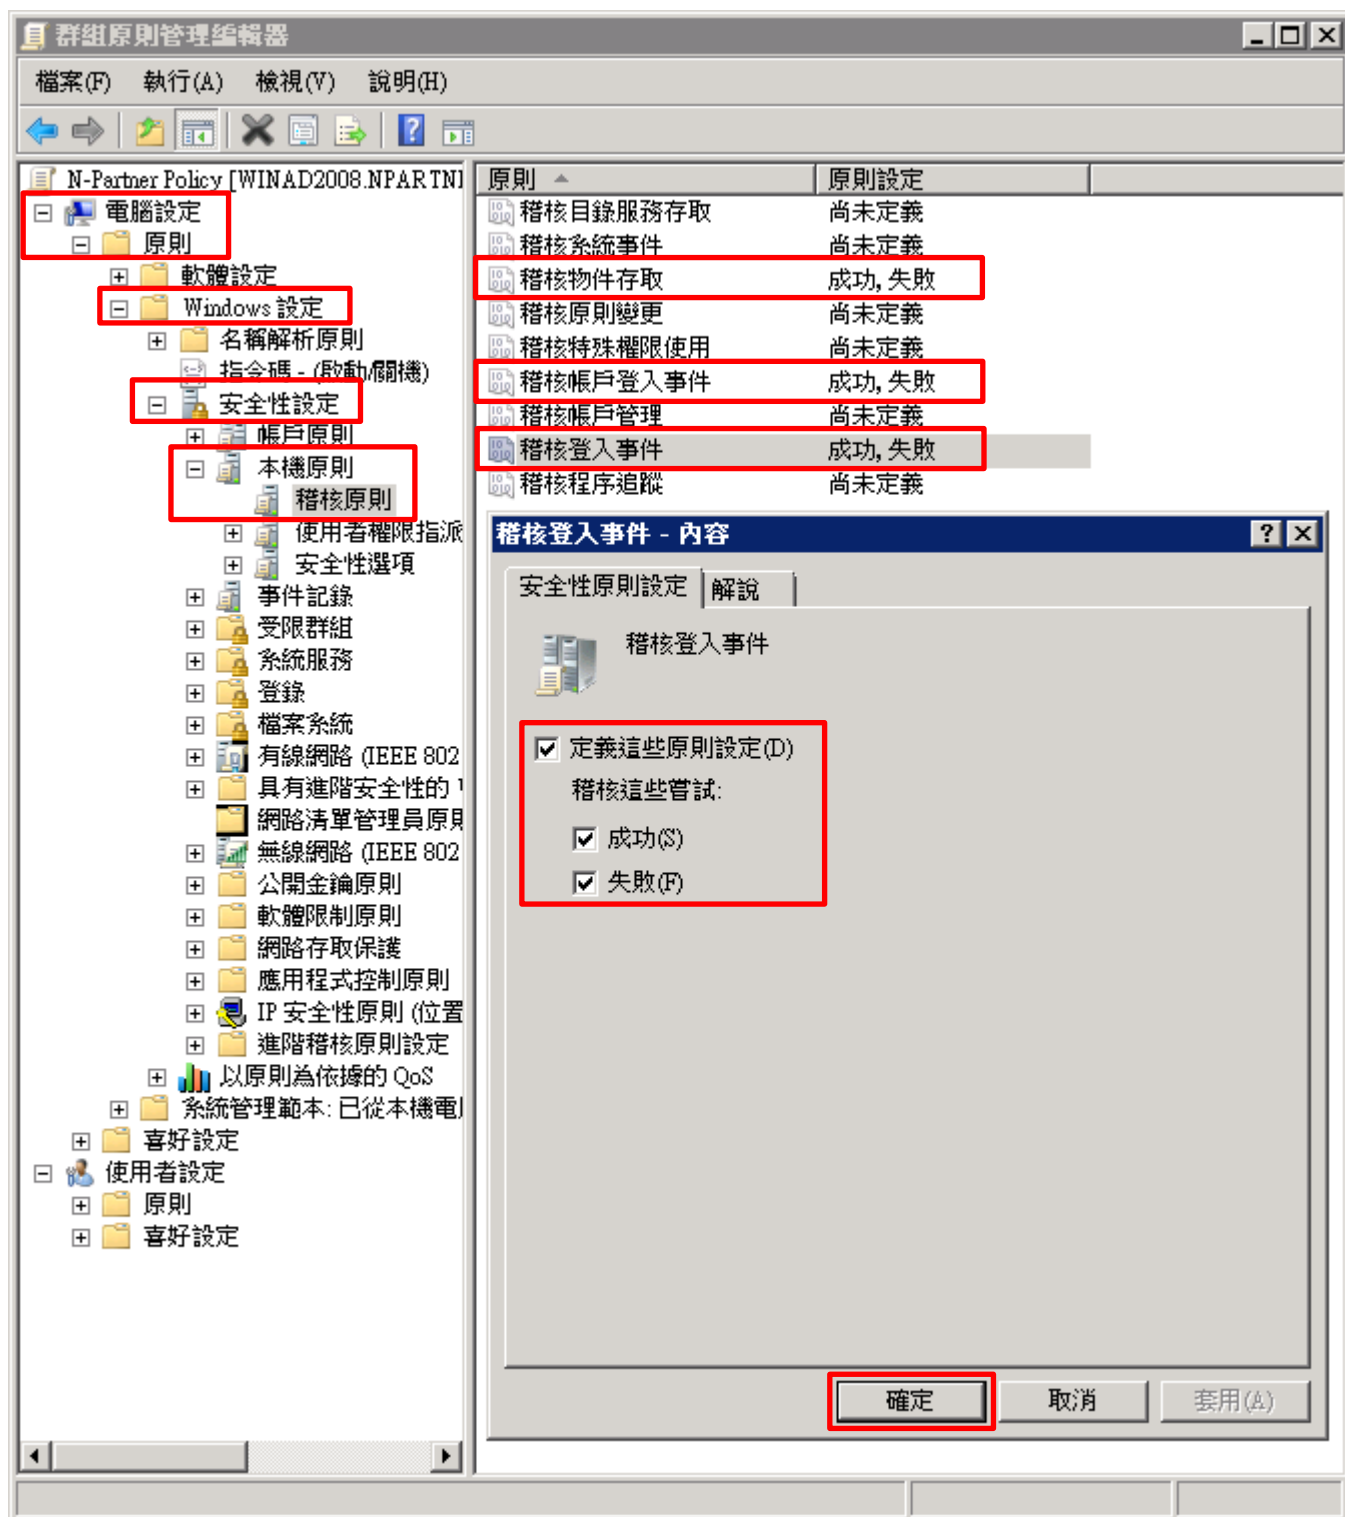 群組原則管理編輯器
檔案(F) 執行(A) 檢視(V) 說明(H)
N-Partner Policy [WINAD2008.NPARTN
電腦設定
原則
軟體設定
Windows 設定
名稱解析原則
指令碼 - (啟動/關機)
安全性設定
帳戶原則
本機原則
稽核原則
使用者權限指派
安全性選項
事件記錄
受限群組
系統服務
登錄
檔案系統
有線網路 (IEEE 802
具有進階安全性的
網路清單管理員原則
無線網路 (IEEE 802
公開金鑰原則
軟體限制原則
網路存取保護
應用程式控制原則
IP 安全性原則 (位置
進階稽核原則設定
以原則為依據的 QoS
系統管理範本: 已從本機電
喜好設定
使用者設定
原則
喜好設定
原則 原則設定
稽核目錄服務存取 尚未定義
稽核系統事件 尚未定義
稽核物件存取 成功, 失敗
稽核原則變更 尚未定義
稽核特殊權限使用 尚未定義
稽核帳戶登入事件 成功, 失敗
稽核帳戶管理 尚未定義
稽核登入事件 成功, 失敗
稽核程序追蹤 尚未定義
稽核登入事件 - 內容
安全性原則設定 解說
稽核登入事件
定義這些原則設定(D)
稽核這些嘗試:
成功(S)
失敗(F)
確定 取消 套用(A)